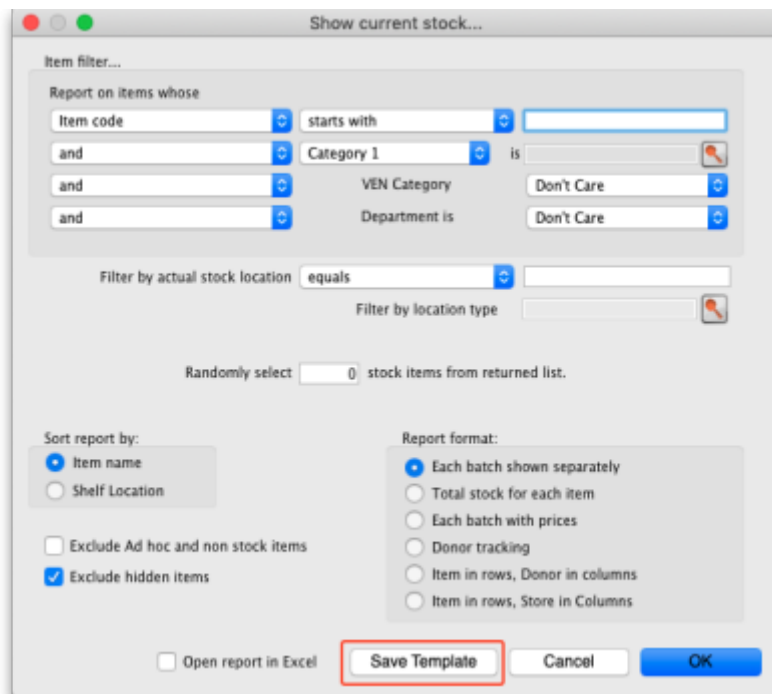 Show current stock...
Item filter...
Report on items whose
Item code starts with
and Category 1 is
and VEN Category Don't Care
and Department is Don't Care
Filter by actual stock location equals
Filter by location type
Randomly select 0 stock items from returned list.
Sort report by:
Item name
Shelf Location
Exclude Ad hoc and non stock items
Exclude hidden items
Report format:
Each batch shown separately
Total stock for each item
Each batch with prices
Donor tracking
Item in rows, Donor in columns
Item in rows, Store in Columns
Open report in Excel Save Template Cancel OK